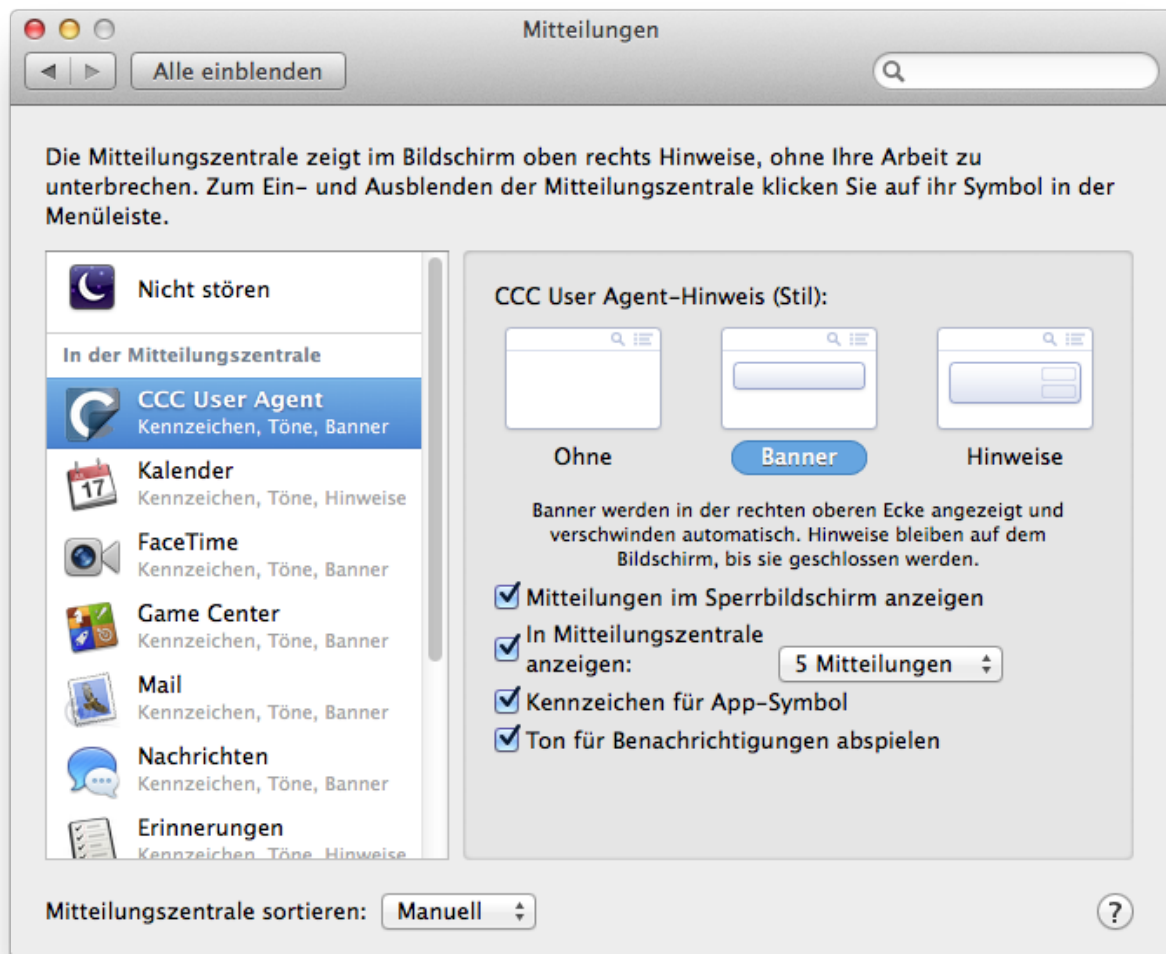 Mitteilungen
Alle einblenden
Die Mitteilungszentrale zeigt im Bildschirm oben rechts Hinweise, ohne Ihre Arbeit zu
unterbrechen. Zum Ein- und Ausblenden der Mitteilungszentrale klicken Sie auf ihr Symbol in der
Menüleiste.
Nicht stören
In der Mitteilungszentrale
CCC User Agent
Kennzeichen, Töne, Banner
17
Kalender
Kennzeichen, Töne, Hinweise
FaceTime
Kennzeichen, Töne, Banner
Game Center
Kennzeichen, Töne, Banner
Mail
Kennzeichen, Töne, Banner
Nachrichten
Kennzeichen, Töne, Banner
Erinnerungen
Kennzeichen, Töne, Hinweise
CCC User Agent-Hinweis (Stil):
Ohne
Banner
Hinweise
Banner werden in der rechten oberen Ecke angezeigt und
verschwinden automatisch. Hinweise bleiben auf dem
Bildschirm, bis sie geschlossen werden.
Mitteilungen im Sperrbildschirm anzeigen
In Mitteilungszentrale
anzeigen:
5 Mitteilungen
Kennzeichen für App-Symbol
Ton für Benachrichtigungen abspielen
Mitteilungszentrale sortieren:
Manuell
?